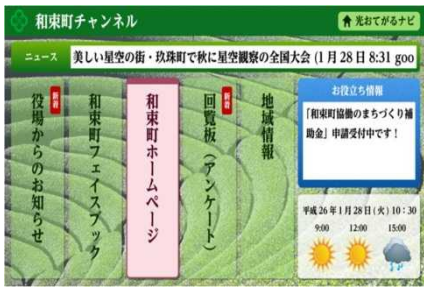 和束町チャンネル
光おてがるナビ
ニュース
美しい星空の街・玖珠町で秋に星空観察の全国大会 (1月28日 8:31 goo
新着
役場からのお知らせ
和束町フェイスブック
和束町ホームページ
新着
回覧板（アンケート）
地域情報
お役立ち情報
「和束町協働のまちづくり補
助金」申請受付中です！
平成26年1月28日(火) 10：30
9:00 12:00 15:00